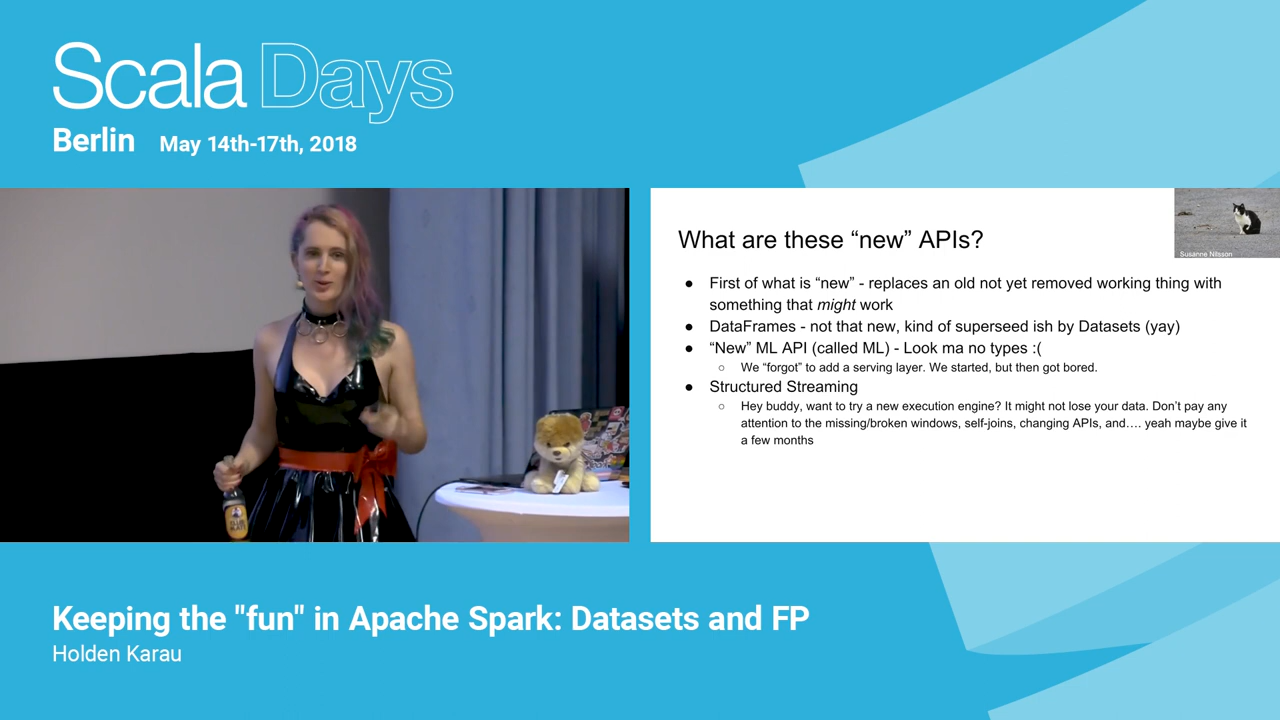 Scala Days
Berlin May 14th-17th, 2018
What are these “new” APIs?
Susanne Nilsson
● First of what is “new” - replaces an old not yet removed working thing with
something that might work
● DataFrames - not that new, kind of superseed ish by Datasets (yay)
● “New” ML API (called ML) - Look ma no types :(
○ We “forgot” to add a serving layer. We started, but then got bored.
● Structured Streaming
○ Hey buddy, want to try a new execution engine? It might not lose your data. Don’t pay any
attention to the missing/broken windows, self-joins, changing APIs, and…. yeah maybe give it
a few months
CLUB
MATE
Keeping the "fun" in Apache Spark: Datasets and FP
Holden Karau